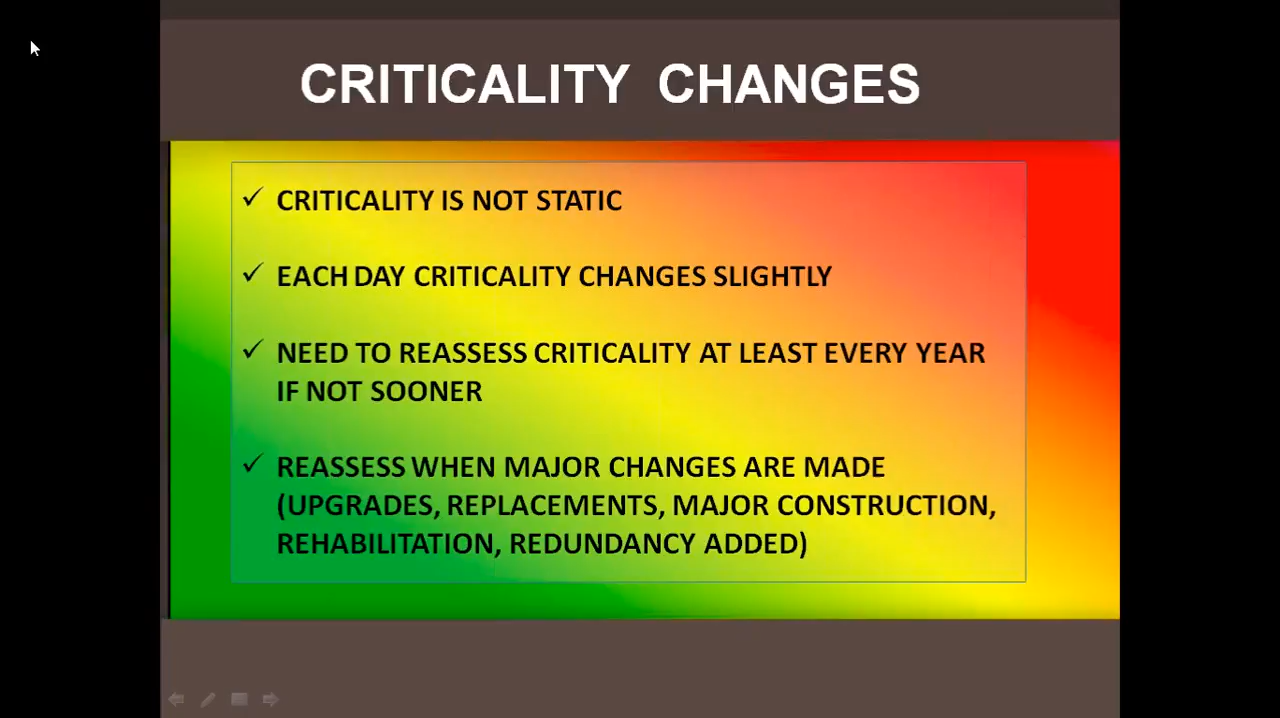 CRITICALITY CHANGES
✓ CRITICALITY IS NOT STATIC
✓ EACH DAY CRITICALITY CHANGES SLIGHTLY
✓ NEED TO REASSESS CRITICALITY AT LEAST EVERY YEAR
IF NOT SOONER
✓ REASSESS WHEN MAJOR CHANGES ARE MADE
(UPGRADES, REPLACEMENTS, MAJOR CONSTRUCTION,
REHABILITATION, REDUNDANCY ADDED)